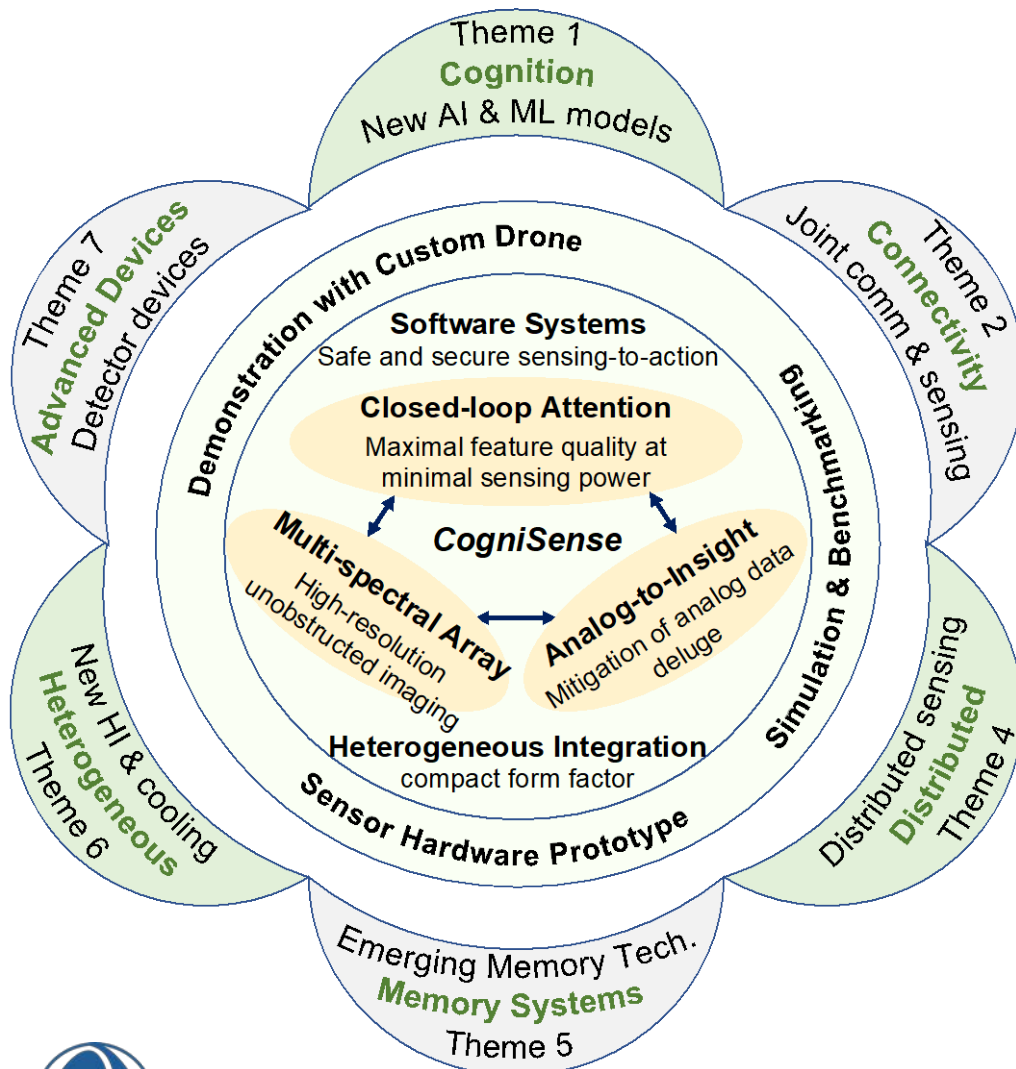 Theme 1
Cognition
New AI & ML models
Theme 2
Connectivity
Joint comm & sensing
Theme 7
Advanced Devices
Detector devices
Demonstration with Custom Drone
Simulation & Benchmarking
Sensor Hardware Prototype
Software Systems
Safe and secure sensing-to-action
Closed-loop Attention
Maximal feature quality at
minimal sensing power
CogniSense
Multi-spectral Array
High-resolution
unobstructed imaging
Analog-to-Insight
Mitigation of analog data
deluge
Heterogeneous Integration
compact form factor
New HI & cooling
Heterogeneous
Theme 6
Distributed sensing
Distributed
Theme 4
Emerging Memory Tech.
Memory Systems
Theme 5